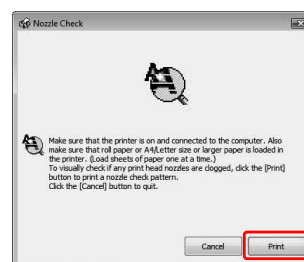 Nozzle Check
Make sure that the printer is on and connected to the computer. Also
make sure that roll paper or A4/Letter size or larger paper is loaded in
the printer. (Load sheets of paper one at a time.)
To visually check if any print head nozzles are clogged, click the [Print]
button to print a nozzle check pattern.
Click the [Cancel] button to quit.
Cancel
Print